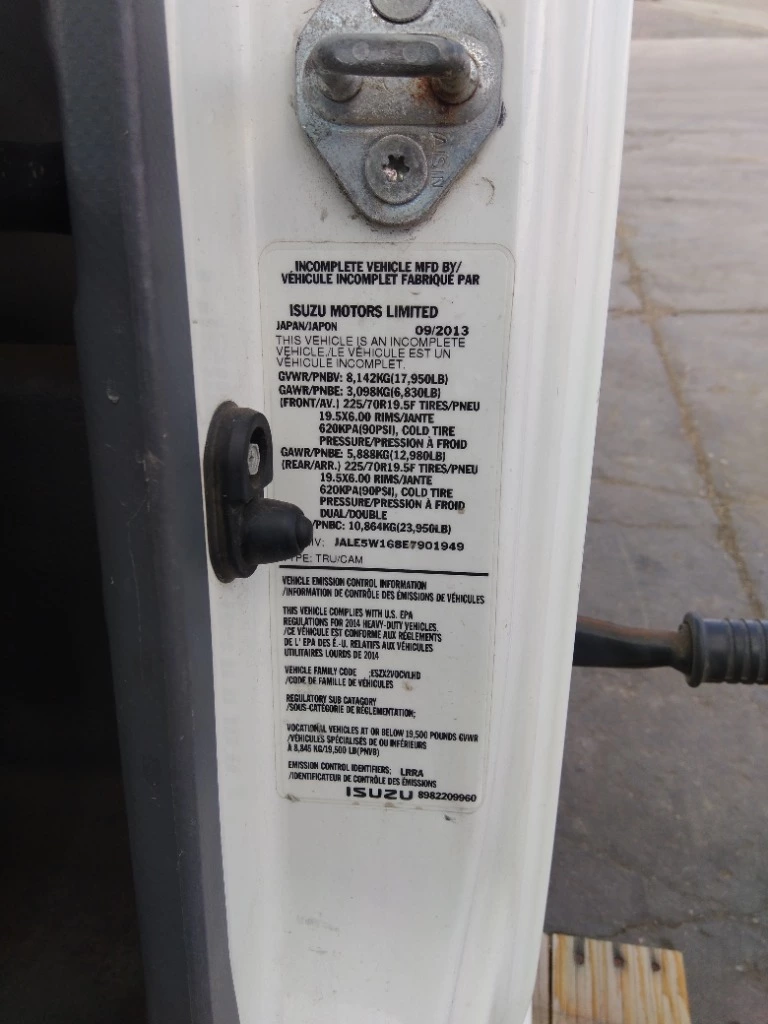 AISIN
INCOMPLETE VEHICLE MFD BY/
VÉHICULE INCOMPLET FABRIQUÉ PAR
ISUZU MOTORS LIMITED
JAPAN/JAPON 09/2013
THIS VEHICLE IS AN INCOMPLETE
VEHICLE./LE VÉHICULE EST UN
VÉHICULE INCOMPLET.
GVWR/PNBV: 8,142KG(17,950LB)
GAWR/PNBE: 3,098KG(6,830LB)
(FRONT/AV.) 225/70R19.5F TIRES/PNEU
19.5X6.00 RIMS/JANTE
620KPA(90PSI), COLD TIRE
PRESSURE/PRESSION À FROID
GAWR/PNBE: 5,888KG(12,980LB)
(REAR/ARR.) 225/70R19.5F TIRES/PNEU
19.5X6.00 RIMS/JANTE
620KPA(90PSI), COLD TIRE
PRESSURE/PRESSION À FROID
DUAL/DOUBLE
/PNBC: 10,864KG(23,950LB)
IV: JALE5W168E7901949
YPE: TRU/CAM
VEHICLE EMISSION CONTROL INFORMATION
/INFORMATION DE CONTRÔLE DES ÉMISSIONS DE VÉHICULES
THIS VEHICLE COMPLIES WITH U.S. EPA
REGULATIONS FOR 2014 HEAVY-DUTY VEHICLES.
/CE VÉHICULE EST CONFORME AUX RÈGLEMENTS
DE L' EPA DES É.-U. RELATIFS AUX VÉHICULES
UTILITAIRES LOURDS DE 2014
VEHICLE FAMILY CODE ;ESZX2VOCVLHD
/CODE DE FAMILLE DE VÉHICULES
REGULATORY SUB CATAGORY
/SOUS-CATÉGORIE DE RÉGLEMENTATION;
VOCATIONAL VEHICLES AT OR BELOW 19,500 POUNDS GVWR
/VÉHICULES SPÉCIALISÉS DE OU INFÉRIEURS
À 8,845 KG/19,500 LB(PNVB)
EMISSION CONTROL IDENTIFIERS; LRRA
/IDENTIFICATEUR DE CONTRÔLE DES ÉMISSIONS
ISUZU 8982209960